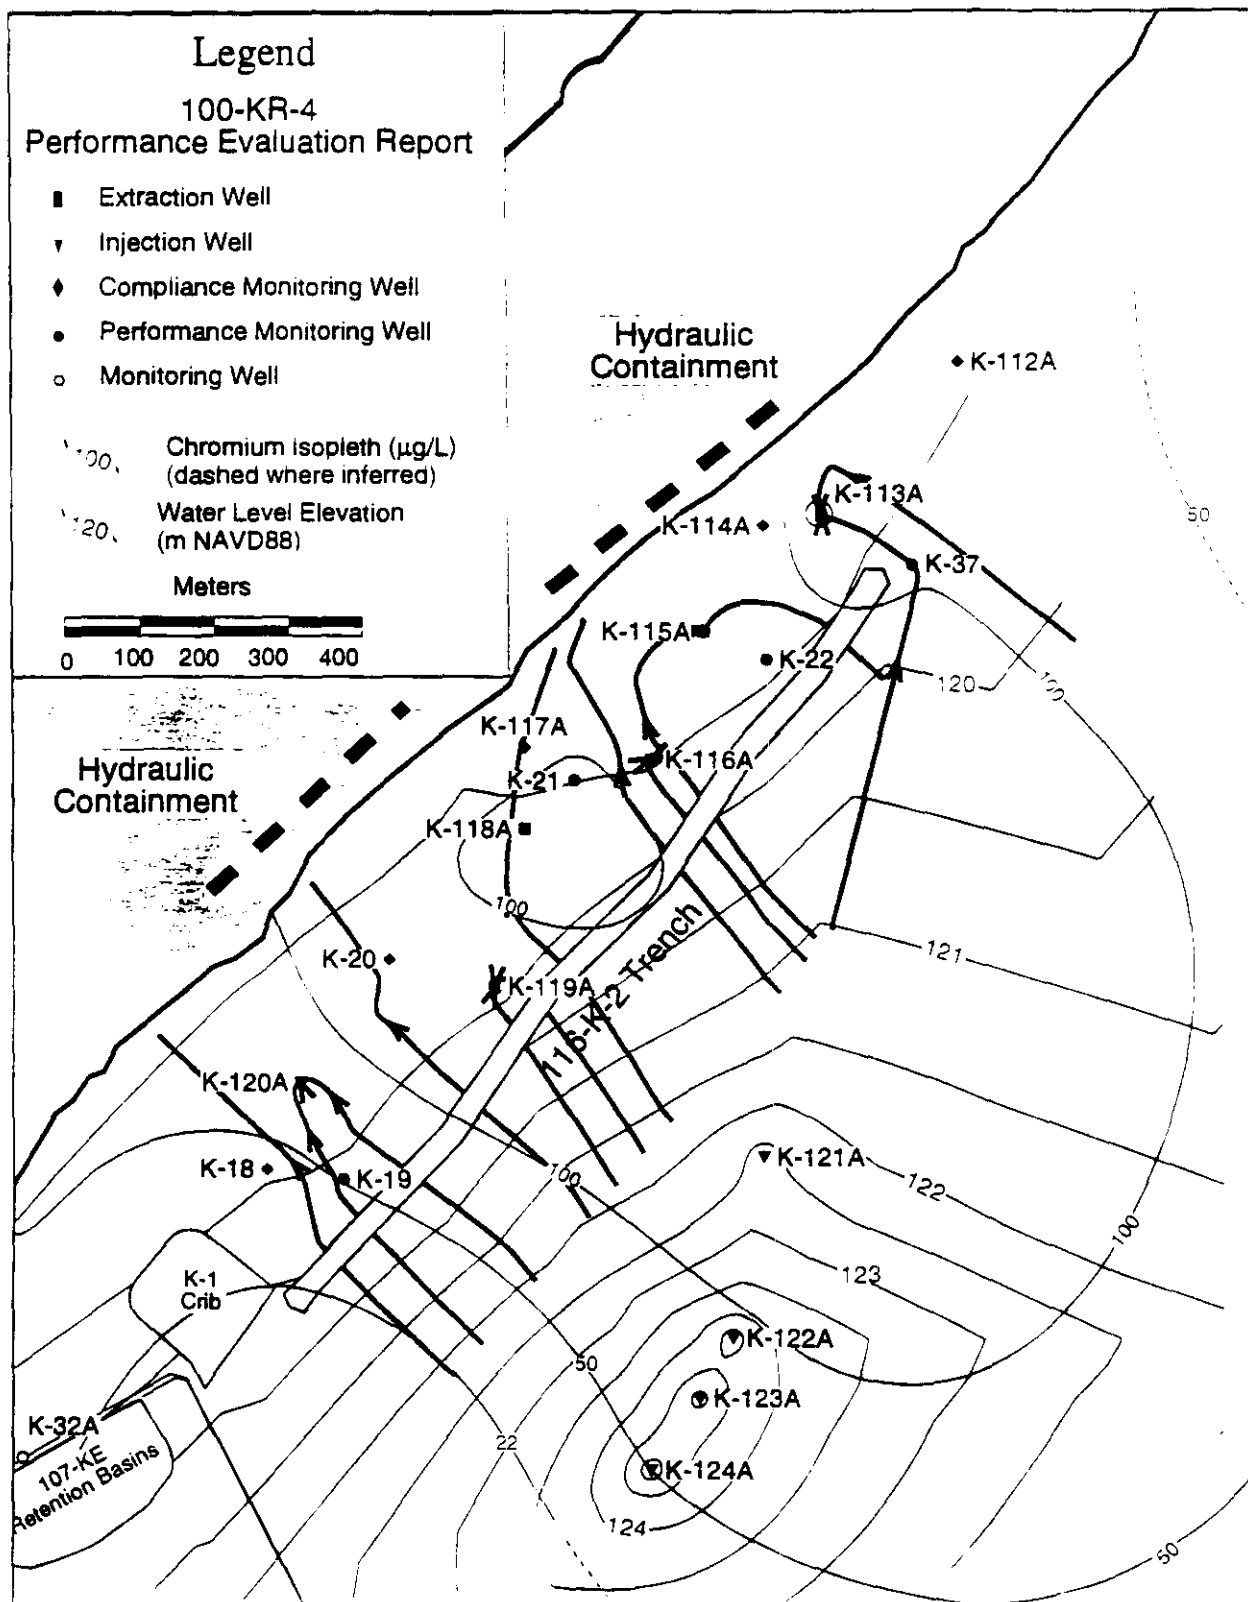 Legend
100-KR-4
Performance Evaluation Report
Extraction Well
Injection Well
Compliance Monitoring Well
Performance Monitoring Well
Monitoring Well
100
Chromium isopleth (µg/L)
(dashed where inferred)
120
Water Level Elevation
(m NAVD88)
Meters
0 100 200 300 400
Hydraulic
Containment
K-112A
K-113A
50
K-114A
K-37
K-115A
K-22
120
100
K-117A
K-116A
Hydraulic
Containment
K-21
K-118A
100
116-K-2 Trench
121
K-20
K-119A
K-120A
K-121A
K-18
K-19
100
122
100
K-1
Crib
123
K-122A
50
K-123A
K-32A
22
K-124A
107-KE
Retention Basins
124
50